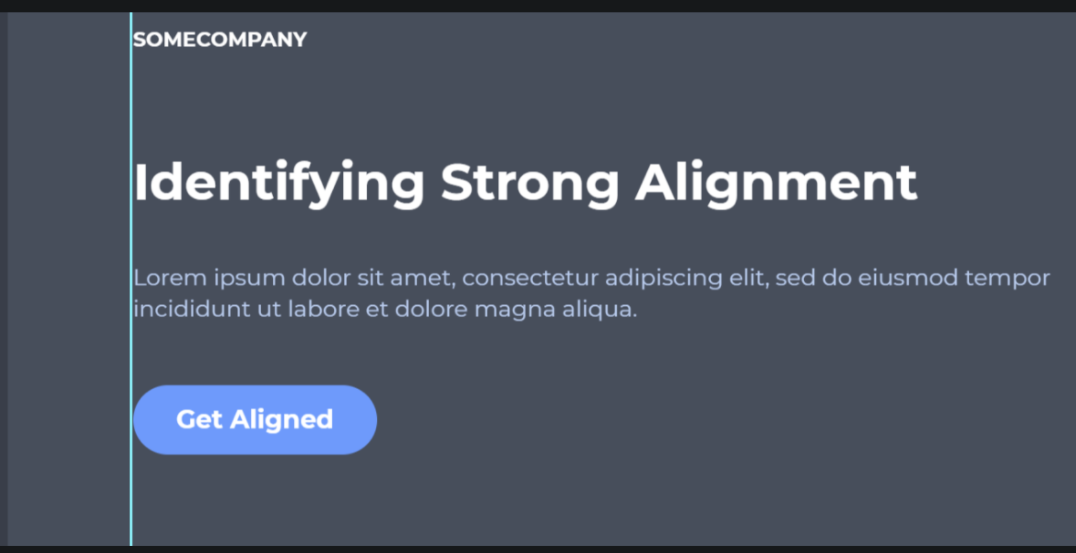 SOMECOMPANY
Identifying Strong Alignment
Lorem ipsum dolor sit amet, consectetur adipiscing elit, sed do eiusmod tempor
incididunt ut labore et dolore magna aliqua.
Get Aligned